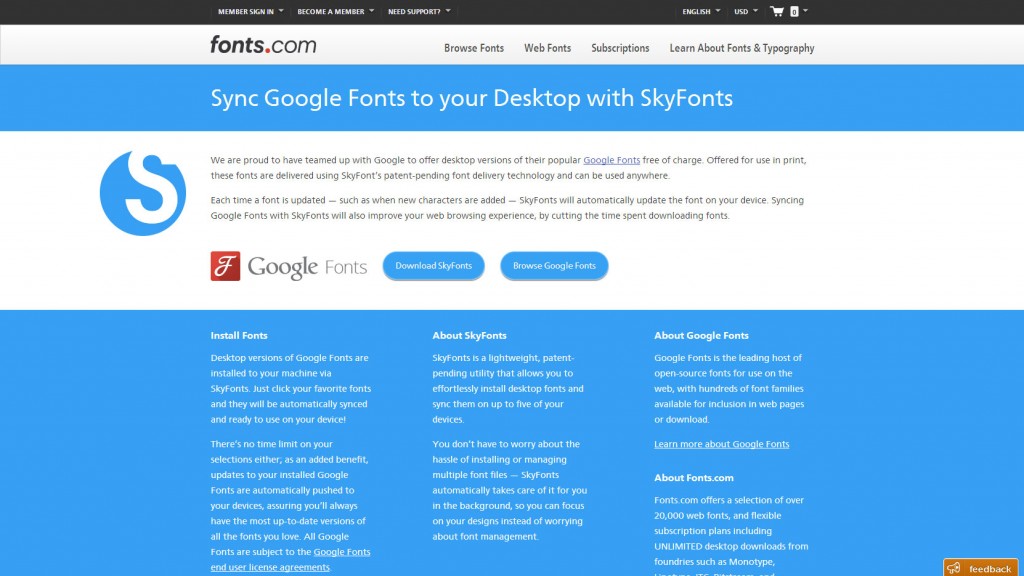 MEMBER SIGN IN BECOME A MEMBER NEED SUPPORT? ENGLISH USD 0
fonts.com Browse Fonts Web Fonts Subscriptions Learn About Fonts & Typography
Sync Google Fonts to your Desktop with SkyFonts
We are proud to have teamed up with Google to offer desktop versions of their popular Google Fonts free of charge. Offered for use in print,
these fonts are delivered using SkyFont's patent-pending font delivery technology and can be used anywhere.
Each time a font is updated — such as when new characters are added — SkyFonts will automatically update the font on your device. Syncing
Google Fonts with SkyFonts will also improve your web browsing experience, by cutting the time spent downloading fonts.
Google Fonts Download SkyFonts Browse Google Fonts
Install Fonts
Desktop versions of Google Fonts are
installed to your machine via
SkyFonts. Just click your favorite fonts
and they will be automatically synced
and ready to use on your device!
There's no time limit on your
selections either; as an added benefit,
updates to your installed Google
Fonts are automatically pushed to
your devices, assuring you'll always
have the most up-to-date versions of
all the fonts you love. All Google
Fonts are subject to the Google Fonts
end user license agreements.
About SkyFonts
SkyFonts is a lightweight, patent-
pending utility that allows you to
effortlessly install desktop fonts and
sync them on up to five of your
devices.
You don't have to worry about the
hassle of installing or managing
multiple font files — SkyFonts
automatically takes care of it for you
in the background, so you can focus
on your designs instead of worrying
about font management.
About Google Fonts
Google Fonts is the leading host of
open-source fonts for use on the
web, with hundreds of font families
available for inclusion in web pages
or download.
Learn more about Google Fonts
About Fonts.com
Fonts.com offers a selection of over
20,000 web fonts, and flexible
subscription plans including
UNLIMITED desktop downloads from
foundries such as Monotype,
Linotype, ITC, Bitstream, and
feedback